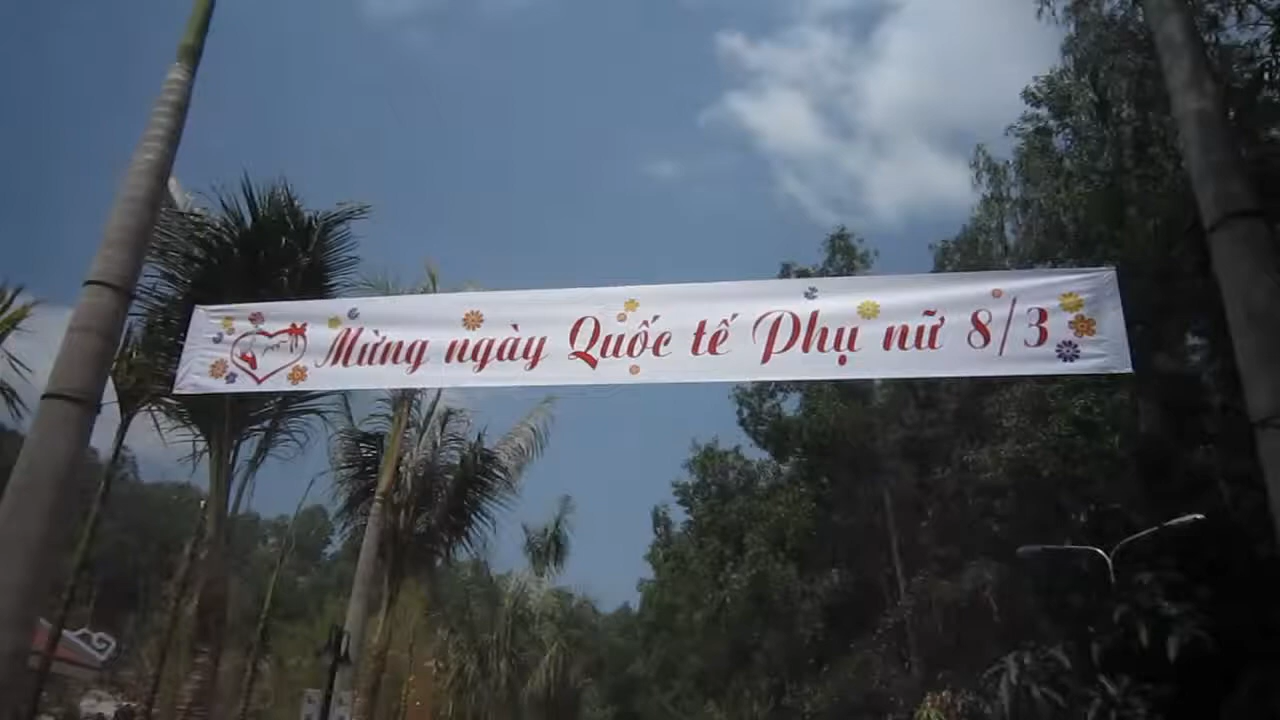 Mừng ngày Quốc tế Phụ nữ 8/3